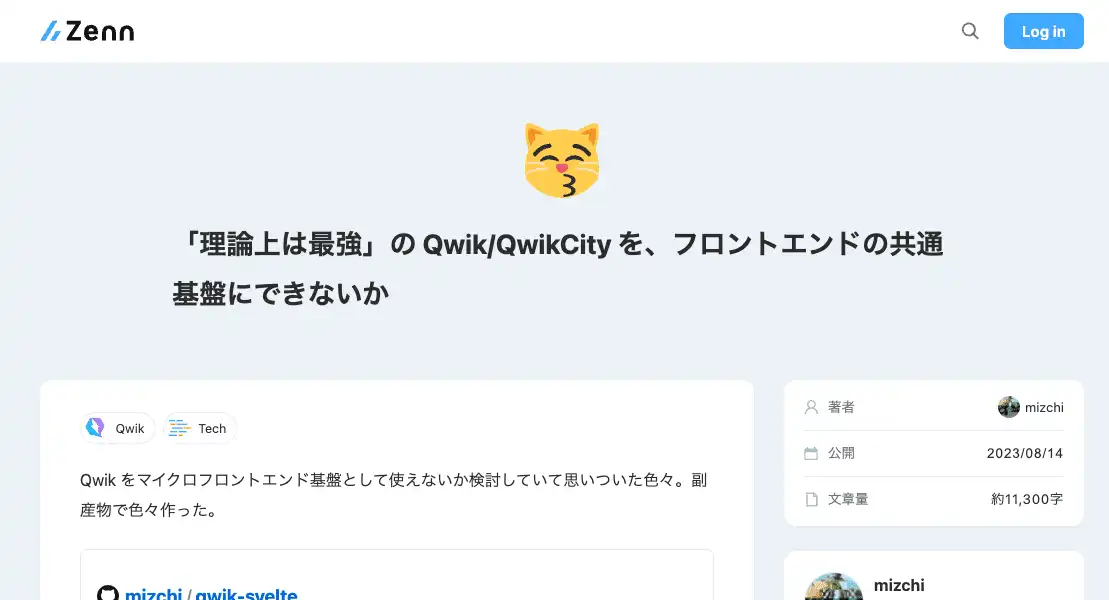 Zenn
Log in
「理論上は最強」の Qwik/QwikCity を、フロントエンドの共通
基盤にできないか
Qwik
Tech
Qwik をマイクロフロントエンド基盤として使えないか検討していて思いついた色々。副
産物で色々作った。
mizchi / qwik-svelte
著者
mizchi
公開
2023/08/14
文章量
約11,300字
mizchi